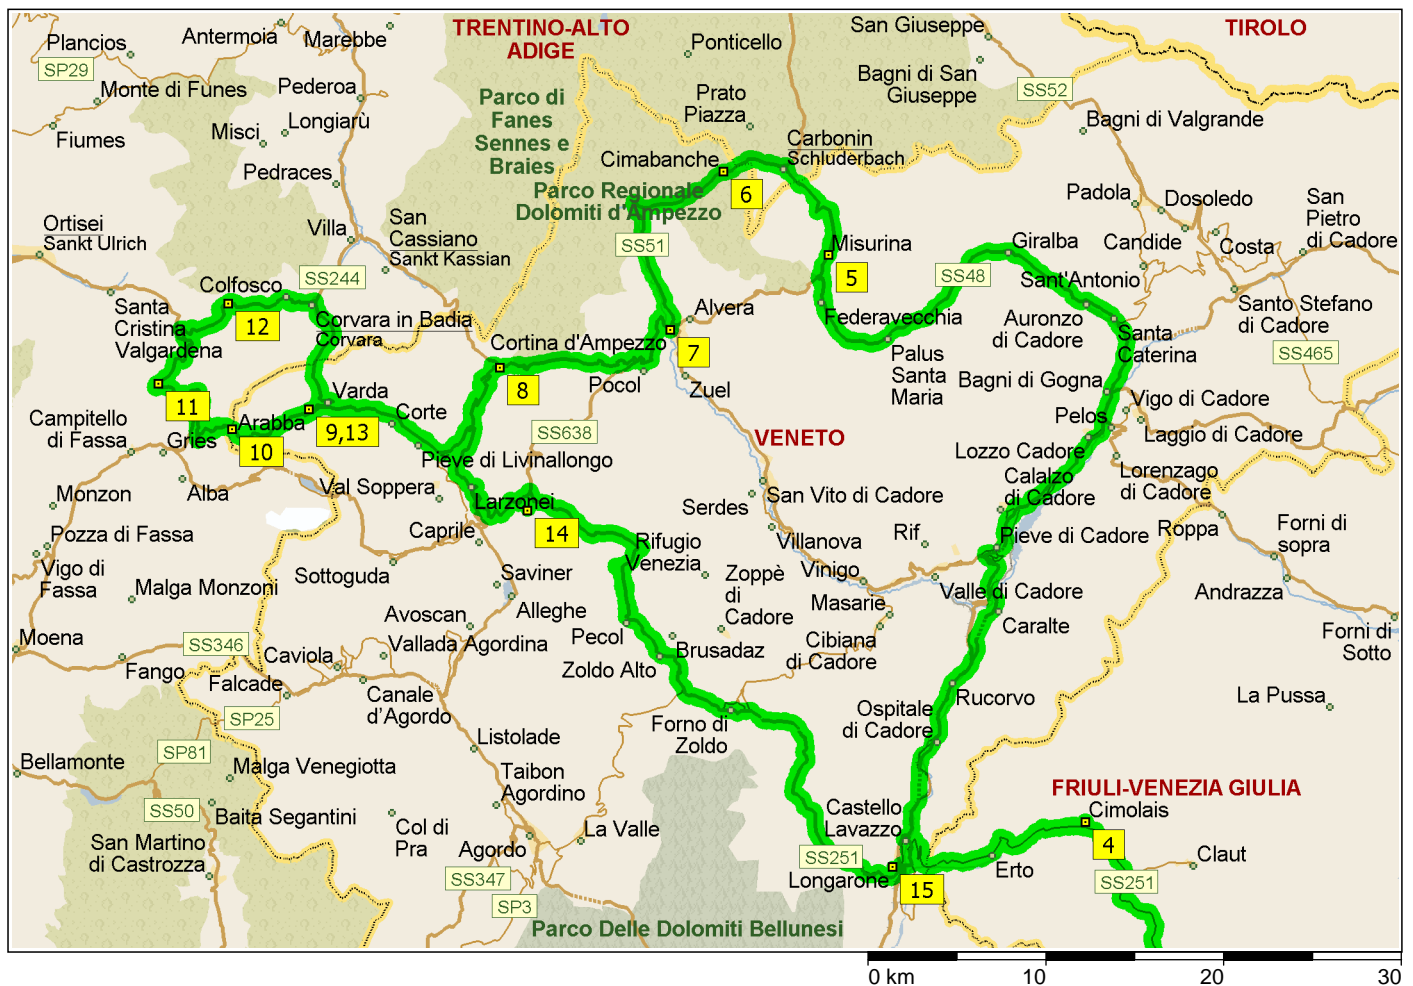 Plancios
SP29
Antermoia
Marebbe
TRENTINO-ALTO
ADIGE
Ponticello
San Giuseppe
TIROLO
Monte di Funes
Pederoa
Parco di
Fanes
Sennes e
Braies
Prato
Piazza
Bagni di San
Giuseppe
SS52
Fiumes
Misci
Longiarù
Bagni di Valgrande
Pedraces
Cimabanche
Carbonin
Schluderbach
6
Parco Regionale
Dolomiti d'Ampezzo
Padola
Dosoledo
San
Pietro
di Cadore
Ortisei
Sankt Ulrich
Villa
San
Cassiano
Sankt Kassian
SS51
Misurina
5
Giralba
Candide
Costa
SS244
SS48
Sant'Antonio
Colfosco
12
Santa
Cristina
Valgardena
Corvara in Badia
Corvara
Alvera
Federavecchia
Auronzo
di Cadore
Santa
Caterina
Santo Stefano
di Cadore
SS465
Cortina d'Ampezzo
7
Palus
Santa
Maria
8
Pocol
Zuel
Bagni di Gogna
11
Varda
Corte
Campitello
di Fassa
Arabba
9,13
10
Gries
SS638
VENETO
Pelos
Vigo di Cadore
Laggio di Cadore
Pieve di Livinallongo
Lozzo Cadore
Calalzo
di Cadore
Lorenzago
di Cadore
Monzon
Alba
Val Soppera
Larzonei
14
Serdes
San Vito di Cadore
Pozza di Fassa
Caprile
Rifugio
Venezia
Villanova
Rif
Pieve di Cadore
Roppa
Forni di
sopra
Vigo di
Fassa
Malga Monzoni
Sottoguda
Saviner
Zoppè
di
Cadore
Vinigo
Valle di Cadore
Andrazza
Avoscan
Alleghe
Masarie
Caralte
Moena
SS346
Vallada Agordina
Pecol
Brusadaz
Cibiana
di Cadore
Forni di
Sotto
Fango
Caviola
Zoldo Alto
Falcade
Canale
d'Agordo
Rucorvo
La Pussa
SP25
Forno di
Zoldo
Ospitale
di Cadore
SP81
Listolade
Bellamonte
Malga Venegiotta
Taibon
Agordino
FRIULI-VENEZIA GIULIA
SS50
Baita Segantini
Castello
Lavazzo
Cimolais
4
San Martino
di Castrozza
Col di
Pra
La Valle
Agordo
SS251
Longarone
15
Erto
Claut
SS251
SS347
SP3
Parco Delle Dolomiti Bellunesi
0 km
10
20
30